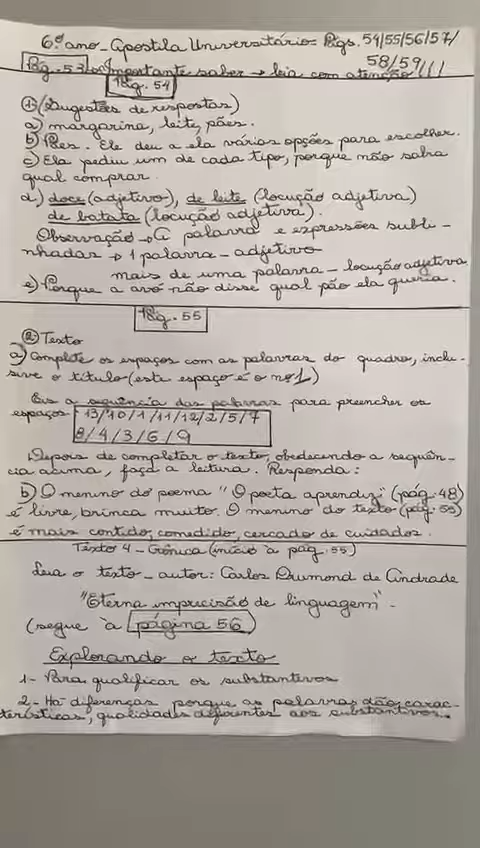 6º ano - Apostila Universitário - Págs. 54/55/56/57/
58/59///
Pág. 53 Importante saber → leia com atenção
Pág. 54
① (Sugestões de respostas)
a) margarina, leite, pães.
b) Pães. Ele deu a ela várias opções para escolher.
c) Ela pediu um de cada tipo, porque não sabia
qual comprar.
d) doce (adjetivo), de leite (locução adjetiva)
de batata (locução adjetiva).
Observação → A palavra e expressões subli-
nhadas → 1 palavra - adjetivo
mais de uma palavra - locução adjetiva
e) Porque a avó não disse qual pão ela queria.
Pág. 55
② Texto
a) Complete os espaços com as palavras do quadro, inclu-
sive o título (este espaço é o nº 1)
Eis a sequência das palavras para preencher os
espaços 13/10/1/11/12/2/5/7
8/4/3/6/9
Depois de completar o texto, obedecendo a sequên-
cia acima, faça a leitura. Responda:
b) O menino do poema "O poeta aprendiz" (pág. 48)
é livre, brinca muito. O menino do texto (pág. 55)
é mais contido, comedido, cercado de cuidados.
Texto 4 - Crônica (início à pág. 55)
Leia o texto - autor: Carlos Drumond de Andrade
"Eterna imprecisão de linguagem" -
(segue à página 56)
Explorando o texto
1- Para qualificar os substantivos
2- Há diferenças porque as palavras dão carac-
terísticas, qualidades diferentes aos substantivos.